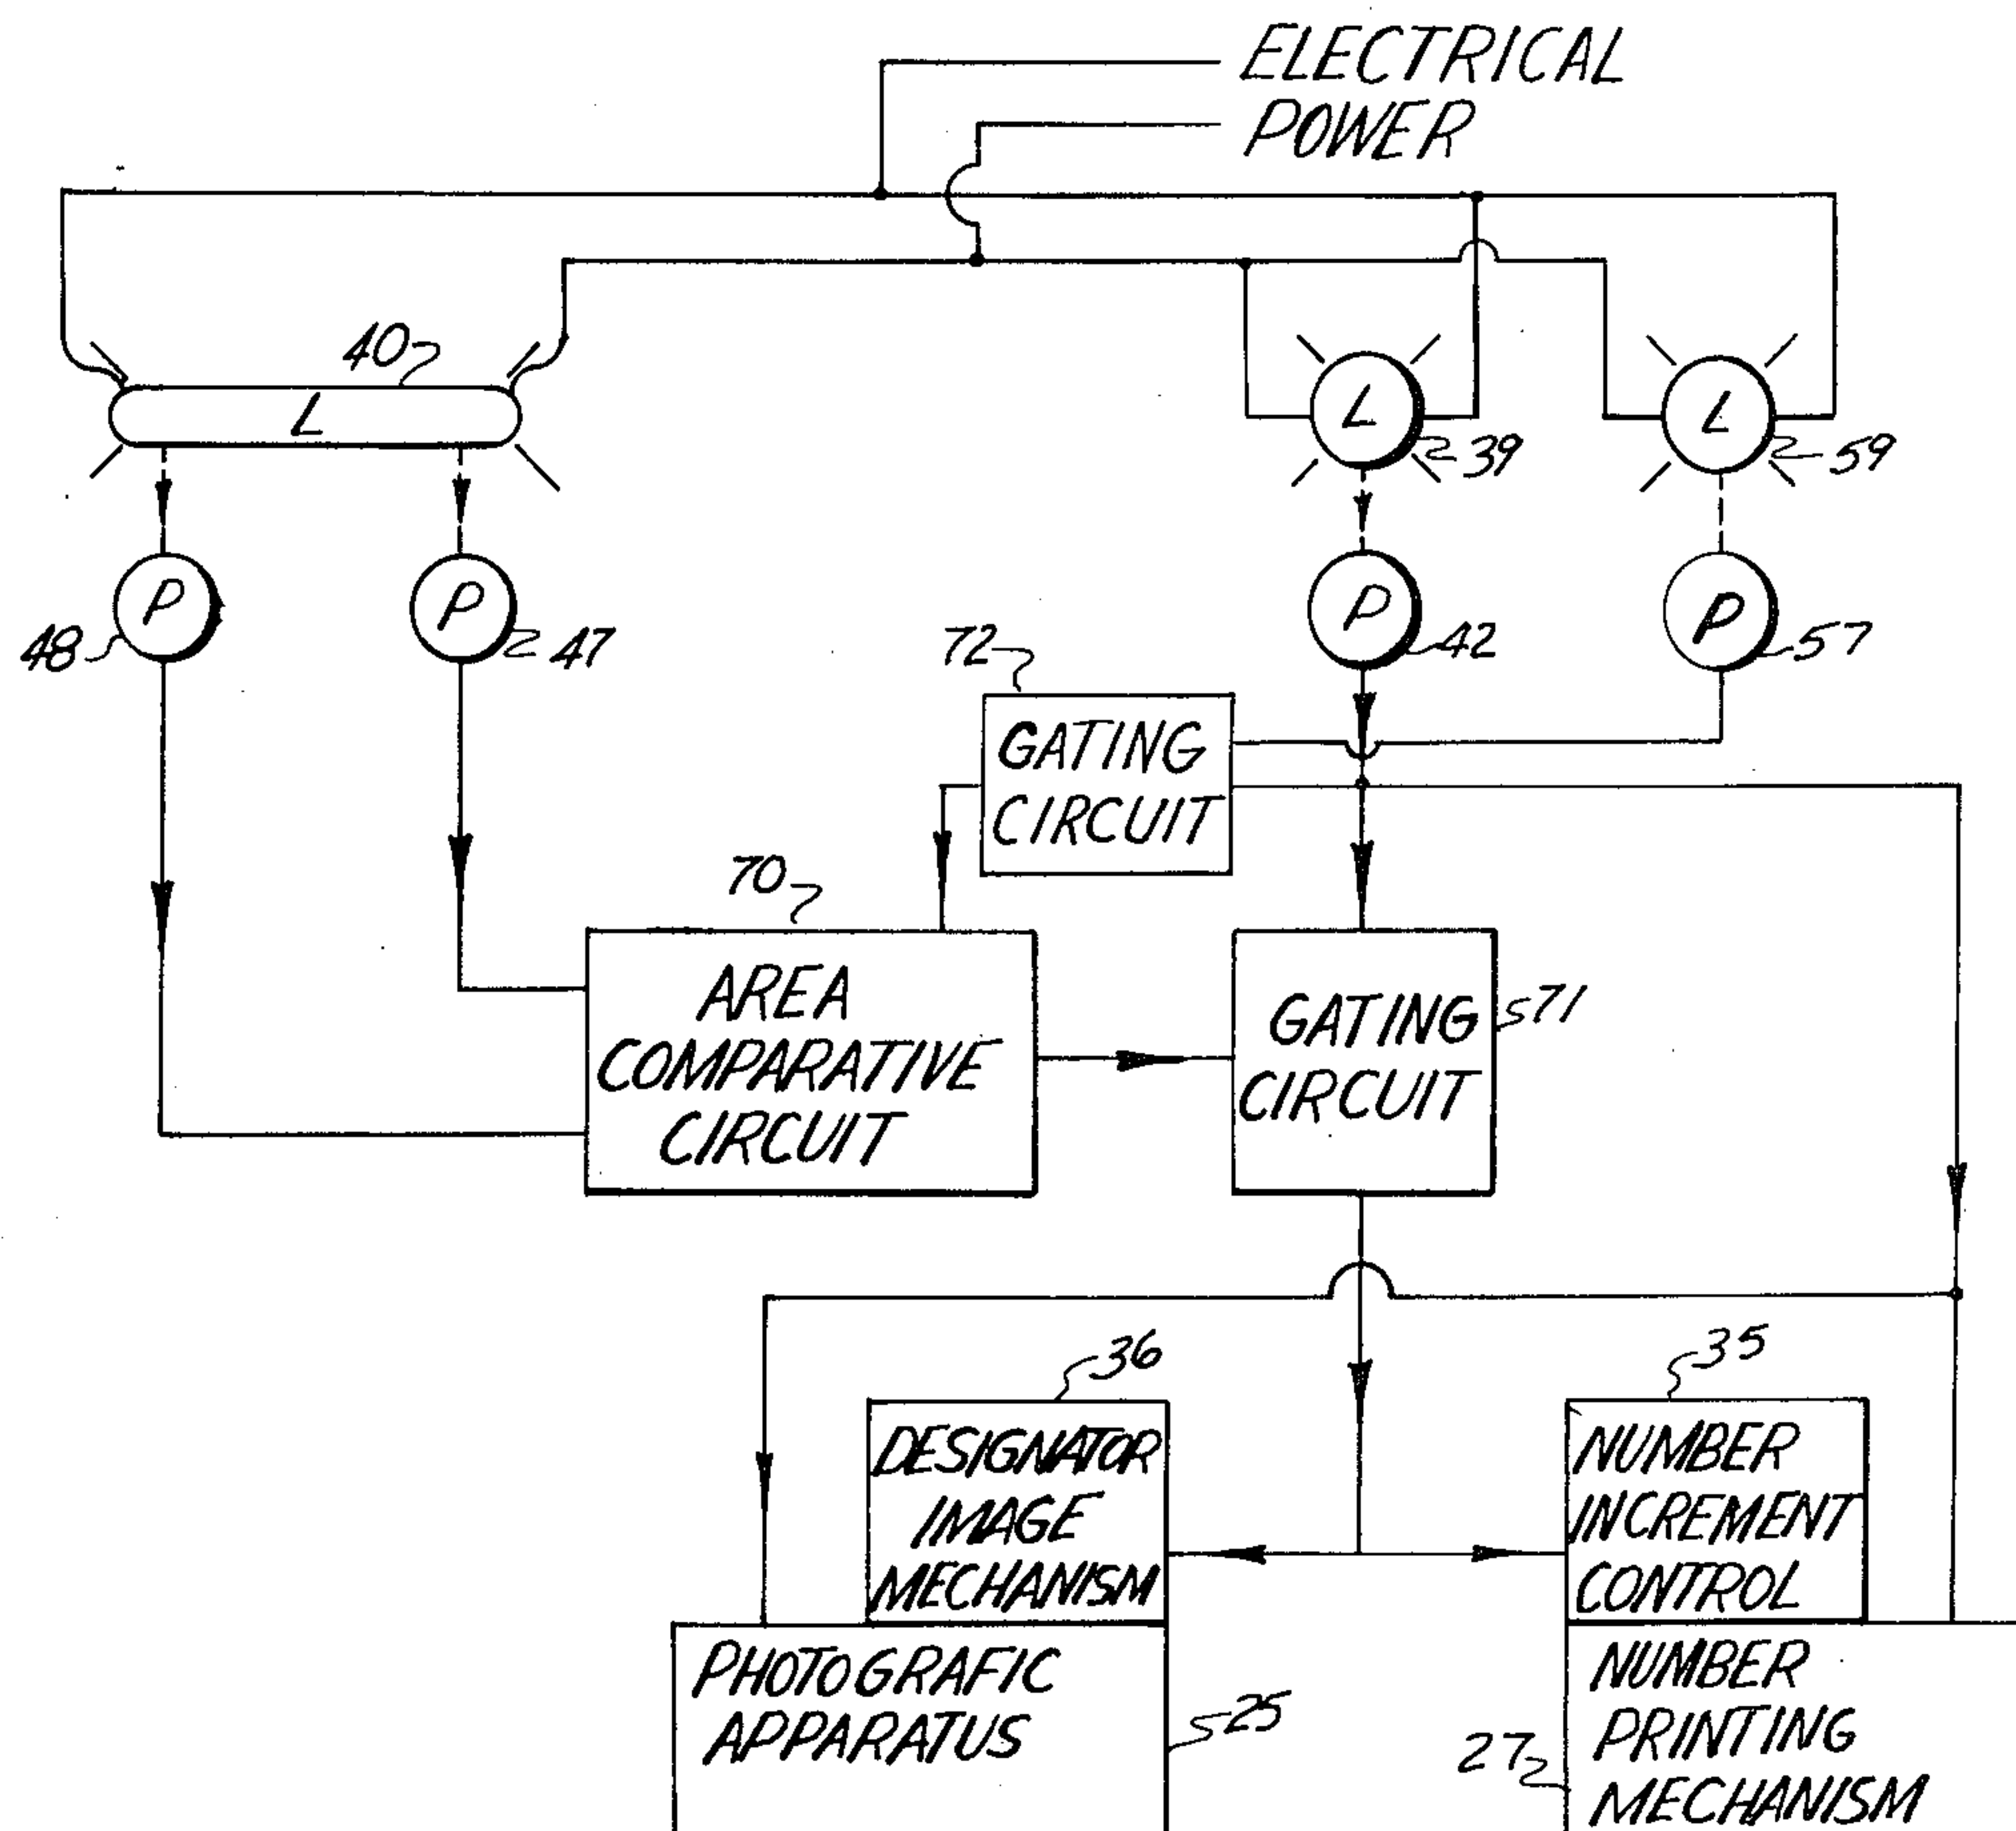 ELECTRICAL
POWER
40
L
L
39
L
59
P
48
P
47
P
42
P
57
72
GATING
CIRCUIT
70
AREA
COMPARATIVE
CIRCUIT
GATING
CIRCUIT
71
36
DESIGNATOR
IMAGE
MECHANISM
35
NUMBER
INCREMENT
CONTROL
PHOTOGRAFIC
APPARATUS
25
NUMBER
PRINTING
MECHANISM
27